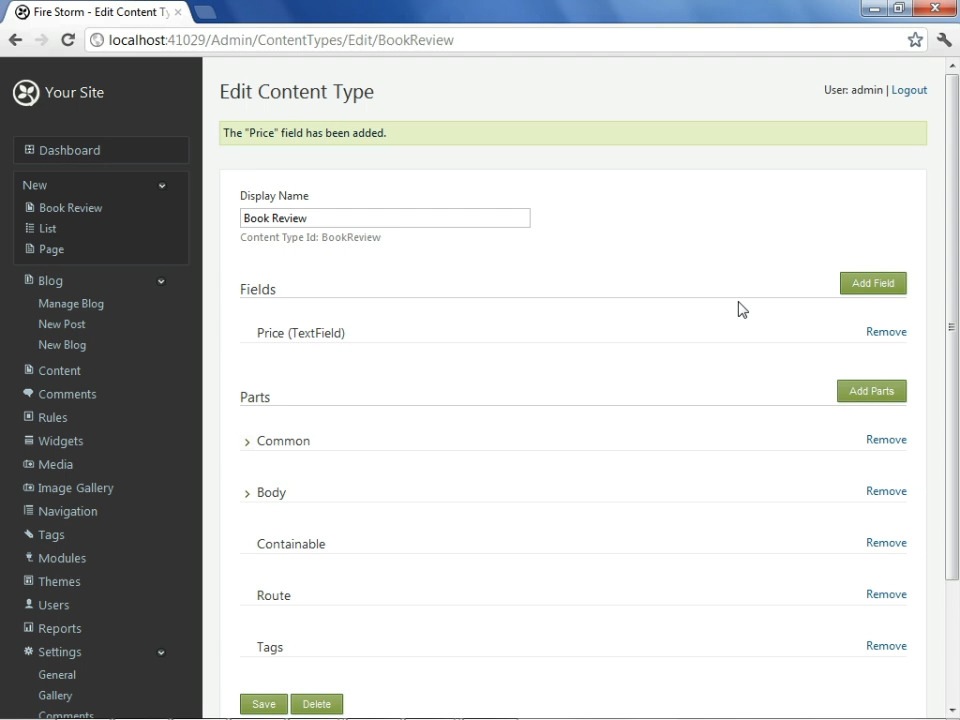 Fire Storm - Edit Content Ty
localhost:41029/Admin/ContentTypes/Edit/BookReview
Your Site
Edit Content Type
User: admin | Logout
The "Price" field has been added.
Dashboard
New
Book Review
List
Page
Blog
Manage Blog
New Post
New Blog
Content
Comments
Rules
Widgets
Media
Image Gallery
Navigation
Tags
Modules
Themes
Users
Reports
Settings
General
Gallery
Comments
Display Name
Book Review
Content Type Id: BookReview
Fields
Add Field
Price (TextField)
Remove
Parts
Add Parts
Common
Remove
Body
Remove
Containable
Remove
Route
Remove
Tags
Remove
Save
Delete